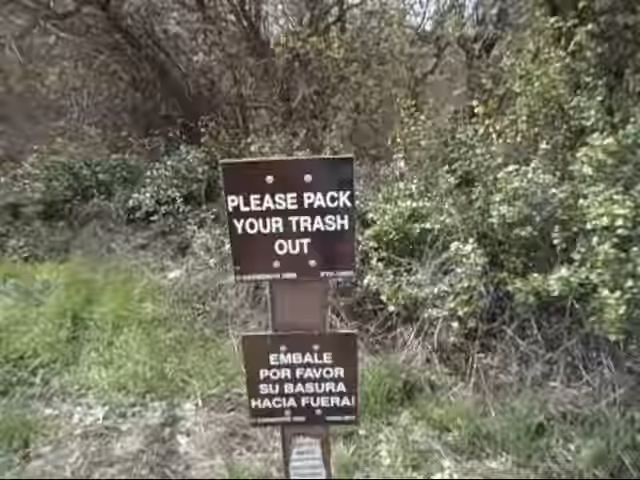 PLEASE PACK
YOUR TRASH
OUT
EMBALE
POR FAVOR
SU BASURA
HACIA FUERA!